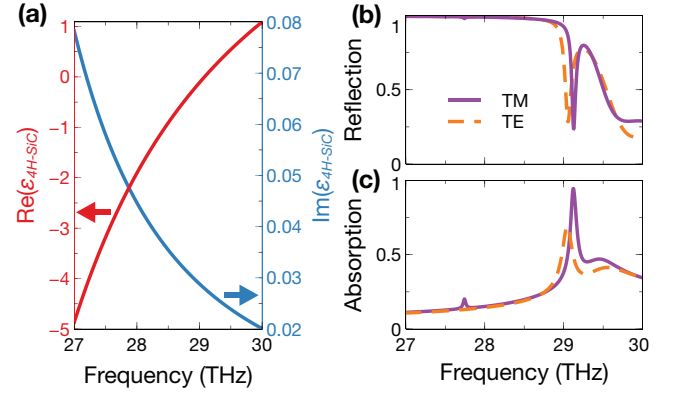 (a)
1
0
-1
-2
-3
-4
-5
Re(ε4H-SiC)
0.08
0.07
0.06
0.05
0.04
0.03
0.02
Im(ε4H-SiC)
27 28 29 30
Frequency (THz)
(b)
1
0.5
0
Reflection
TM
TE
(c)
1
0.5
0
Absorption
27 28 29 30
Frequency (THz)